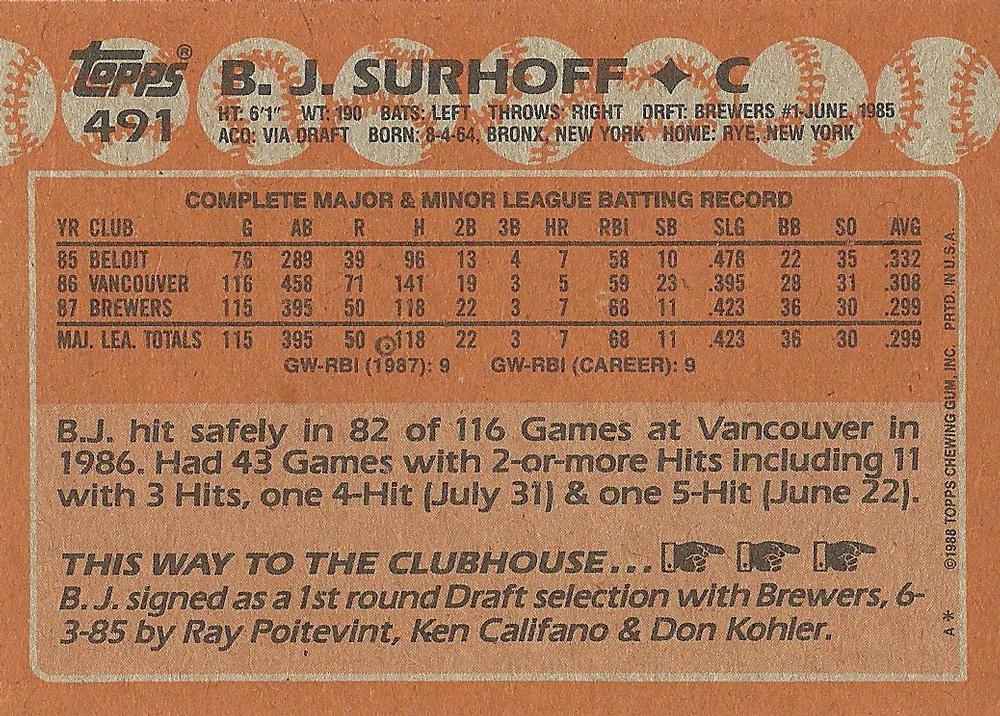 Topps®
491
B. J. SURHOFF ✦ C
HT: 6'1" WT: 190 BATS: LEFT THROWS: RIGHT DRFT: BREWERS #1-JUNE, 1985
ACQ: VIA DRAFT BORN: 8-4-64, BRONX, NEW YORK HOME: RYE, NEW YORK
COMPLETE MAJOR & MINOR LEAGUE BATTING RECORD
YR CLUB G AB R H 2B 3B HR RBI SB SLG BB SO AVG
85 BELOIT 76 289 39 96 13 4 7 58 10 .478 22 35 .332
86 VANCOUVER 116 458 71 141 19 3 5 59 23 .395 28 31 .308
87 BREWERS 115 395 50 118 22 3 7 68 11 .423 36 30 .299
MAJ. LEA. TOTALS 115 395 50 118 22 3 7 68 11 .423 36 30 .299
GW-RBI (1987): 9 GW-RBI (CAREER): 9
B.J. hit safely in 82 of 116 Games at Vancouver in
1986. Had 43 Games with 2-or-more Hits including 11
with 3 Hits, one 4-Hit (July 31) & one 5-Hit (June 22).
THIS WAY TO THE CLUBHOUSE...
B.J. signed as a 1st round Draft selection with Brewers, 6-
3-85 by Ray Poitevint, Ken Califano & Don Kohler.
A* ©1988 TOPPS CHEWING GUM, INC. PRTD. IN U.S.A.